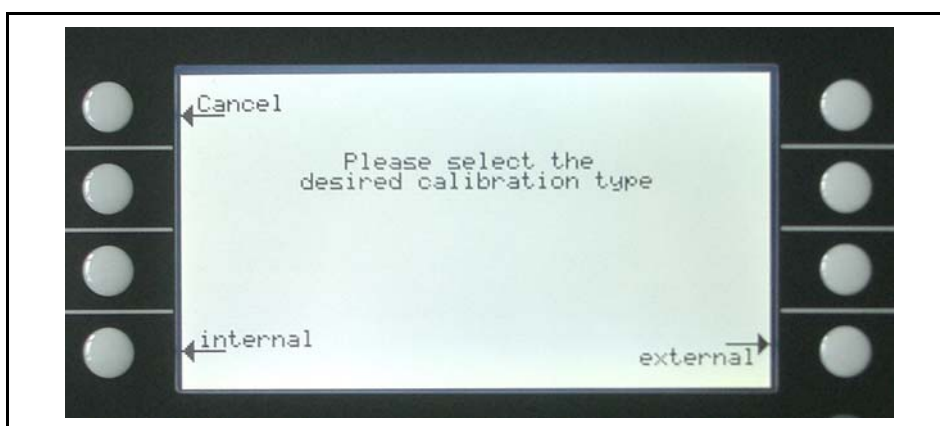 Cancel
Please select the
desired calibration type
internal
external